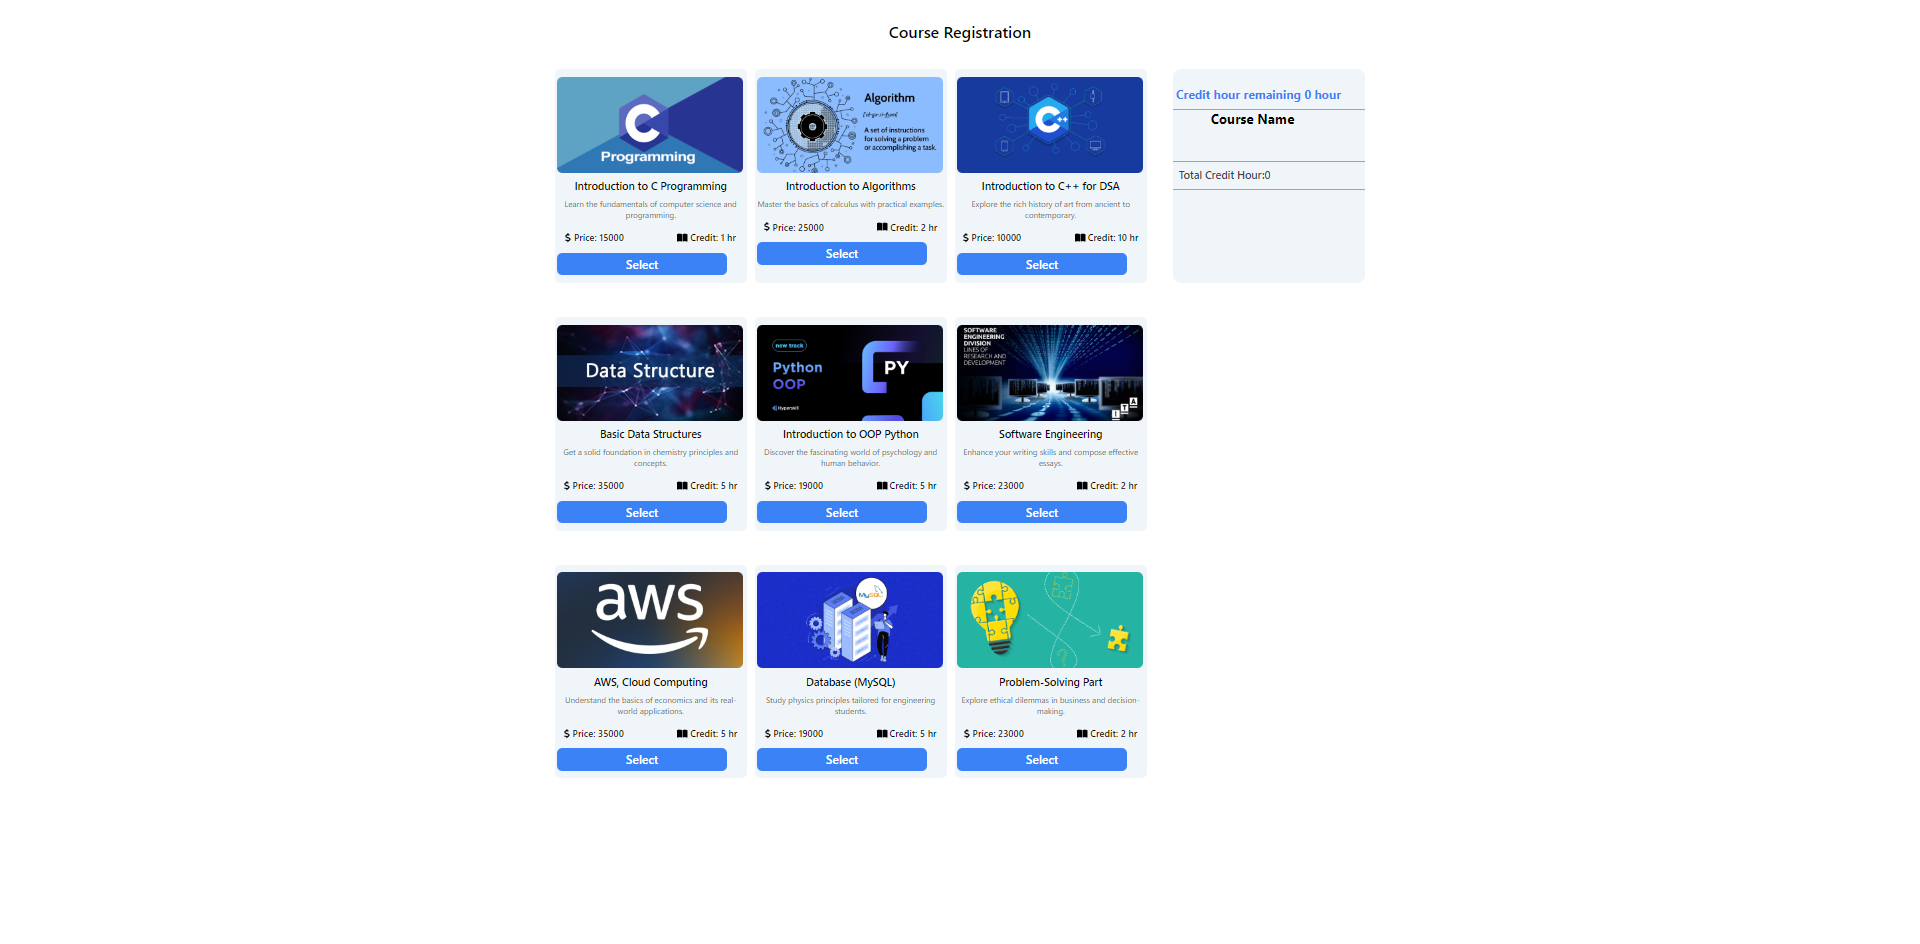 Course Registration
C
Programming
Introduction to C Programming
Learn the fundamentals of computer science and
programming.
$ Price: 15000
Credit: 1 hr
Select
Algorithm
A set of instructions
for solving a problem
or accomplishing a task.
Introduction to Algorithms
Master the basics of calculus with practical examples.
$ Price: 25000
Credit: 2 hr
Select
C++
Introduction to C++ for DSA
Explore the rich history of art from ancient to
contemporary.
$ Price: 10000
Credit: 10 hr
Select
Credit hour remaining 0 hour
Course Name
Total Credit Hour:0
Data Structure
Basic Data Structures
Get a solid foundation in chemistry principles and
concepts.
$ Price: 35000
Credit: 5 hr
Select
new track
Python
OOP
PY
Hyperskill
Introduction to OOP Python
Discover the fascinating world of psychology and
human behavior.
$ Price: 19000
Credit: 5 hr
Select
SOFTWARE
ENGINEERING
DIVISION
LINES OF
RESEARCH AND
DEVELOPMENT
ITA
Software Engineering
Enhance your writing skills and compose effective
essays.
$ Price: 23000
Credit: 2 hr
Select
aws
AWS, Cloud Computing
Understand the basics of economics and its real-
world applications.
$ Price: 35000
Credit: 5 hr
Select
MySQL
Database (MySQL)
Study physics principles tailored for engineering
students.
$ Price: 19000
Credit: 5 hr
Select
Problem-Solving Part
Explore ethical dilemmas in business and decision-
making.
$ Price: 23000
Credit: 2 hr
Select